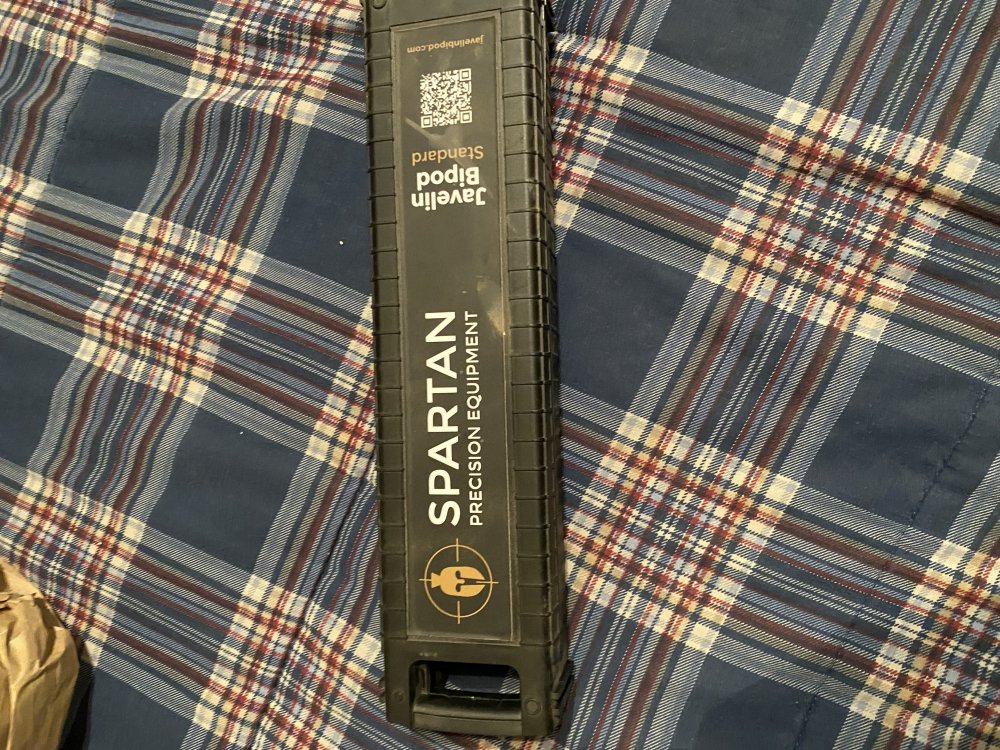 SPARTAN
PRECISION EQUIPMENT
Javelin
Bipod
Standard
javelinbipod.com